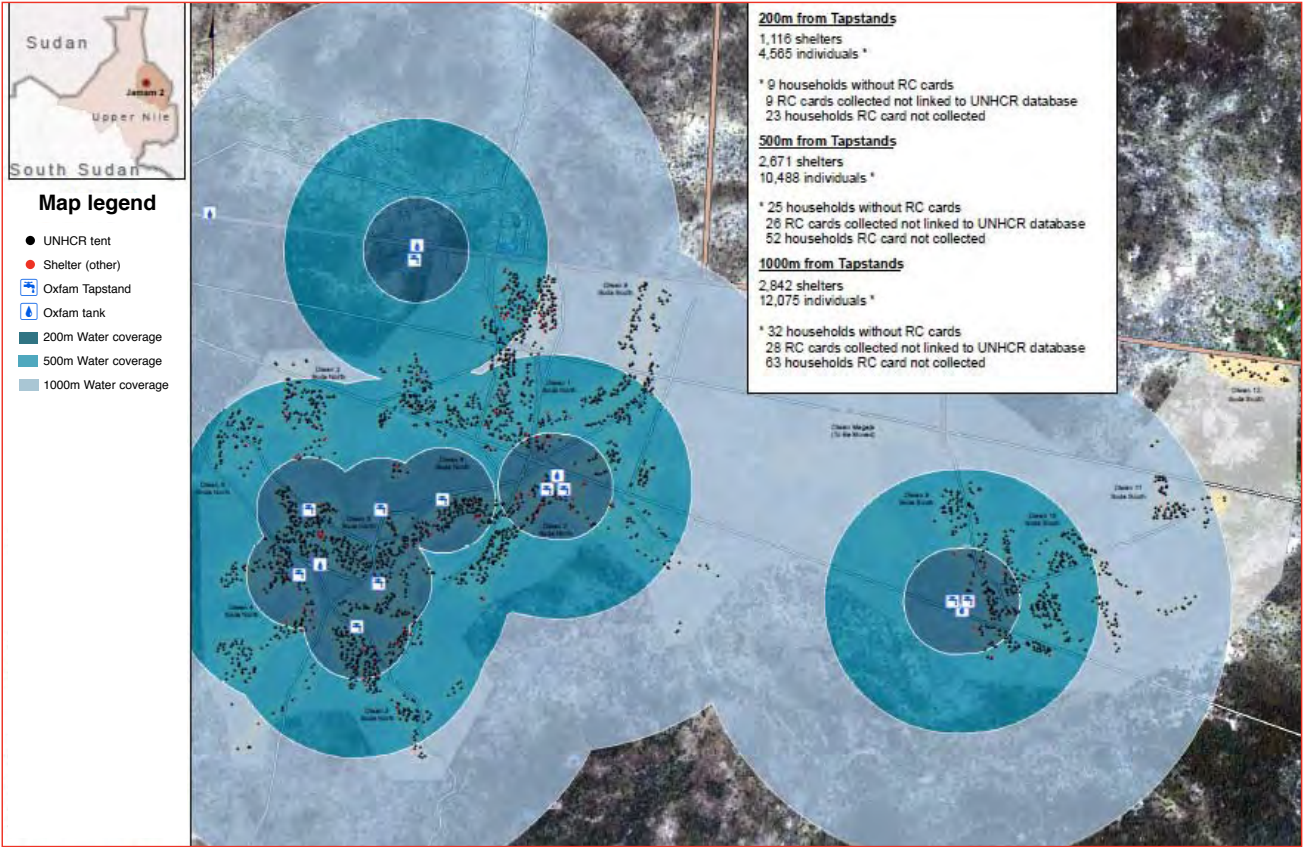 Sudan
Jamam 2
Upper Nile
South Sudan
Map legend
UNHCR tent
Shelter (other)
Oxfam Tapstand
Oxfam tank
200m Water coverage
500m Water coverage
1000m Water coverage
200m from Tapstands
1,116 shelters
4,565 individuals *
* 9 households without RC cards
9 RC cards collected not linked to UNHCR database
23 households RC card not collected
500m from Tapstands
2,671 shelters
10,488 individuals *
* 25 households without RC cards
26 RC cards collected not linked to UNHCR database
52 households RC card not collected
1000m from Tapstands
2,842 shelters
12,075 individuals *
* 32 households without RC cards
28 RC cards collected not linked to UNHCR database
63 households RC card not collected
(To Be Moved)